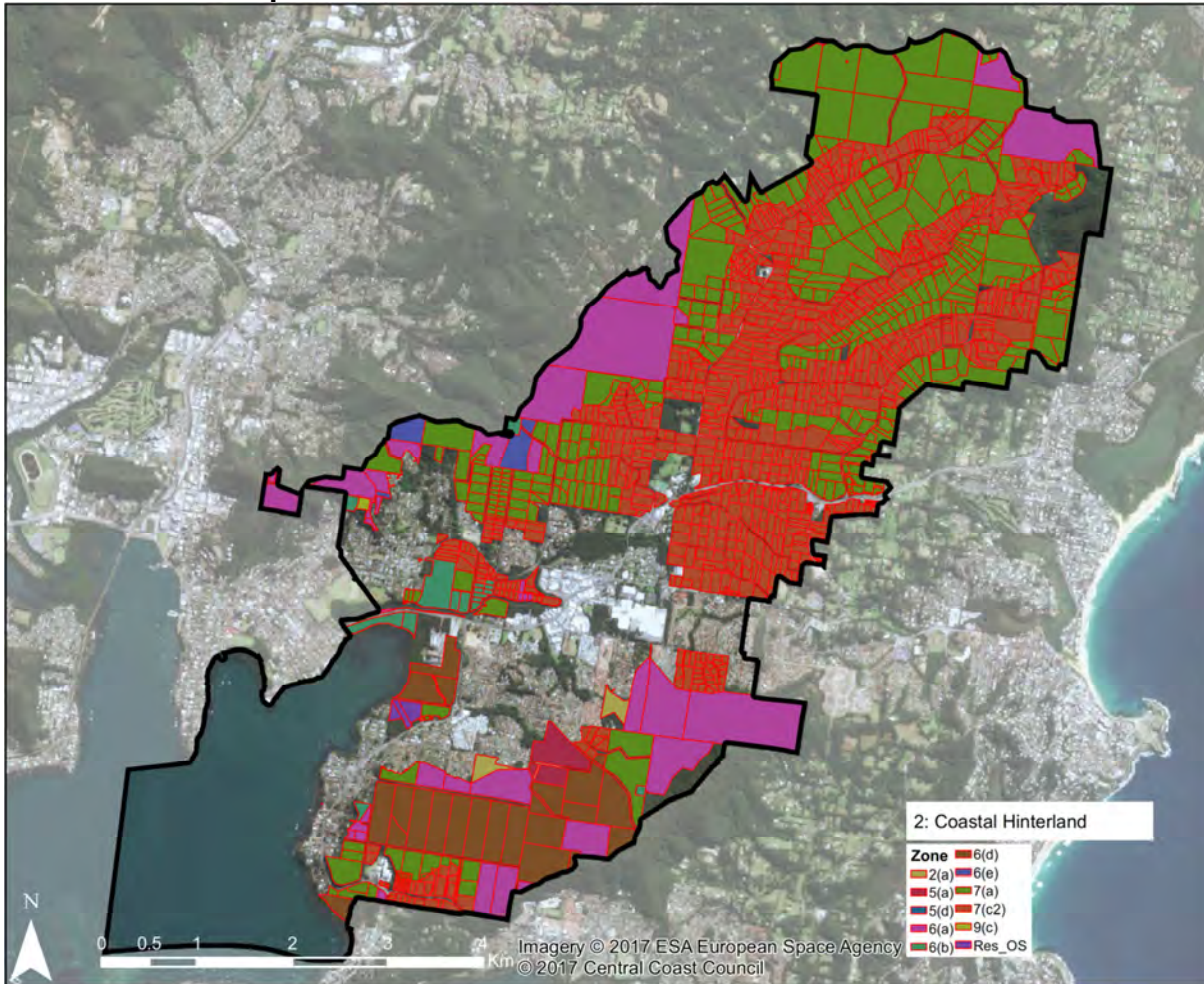 2: Coastal Hinterland
Zone
2(a)
5(a)
5(d)
6(a)
6(b)
6(d)
6(e)
7(a)
7(c2)
9(c)
Res_OS
N
0 0.5 1 2 3 4
Km
Imagery © 2017 ESA European Space Agency
© 2017 Central Coast Council